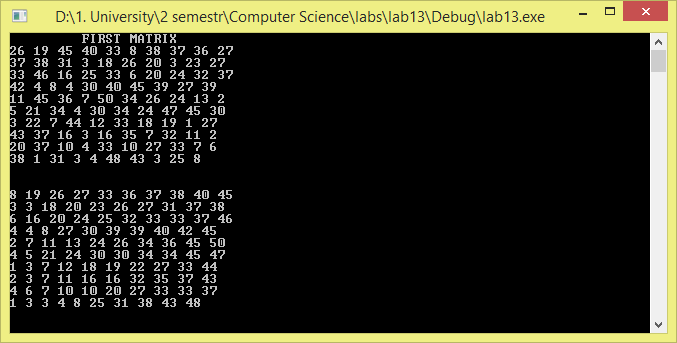 D:\1. University\2 semestr\Computer Science\labs\lab13\Debug\lab13.exe
FIRST MATRIX
26 19 45 40 33 8 38 37 36 27
37 38 31 3 18 26 20 3 23 27
33 46 16 25 33 6 20 24 32 37
42 4 8 4 30 40 45 39 27 39
11 45 36 7 50 34 26 24 13 2
5 21 34 4 30 34 24 47 45 30
3 22 7 44 12 33 18 19 1 27
43 37 16 3 16 35 7 32 11 2
20 37 10 4 33 10 27 33 7 6
38 1 31 3 4 48 43 3 25 8
8 19 26 27 33 36 37 38 40 45
3 3 18 20 23 26 27 31 37 38
6 16 20 24 25 32 33 33 37 46
4 4 8 27 30 39 39 40 42 45
2 7 11 13 24 26 34 36 45 50
4 5 21 24 30 30 34 34 45 47
1 3 7 12 18 19 22 27 33 44
2 3 7 11 16 16 32 35 37 43
4 6 7 10 10 20 27 33 33 37
1 3 3 4 8 25 31 38 43 48